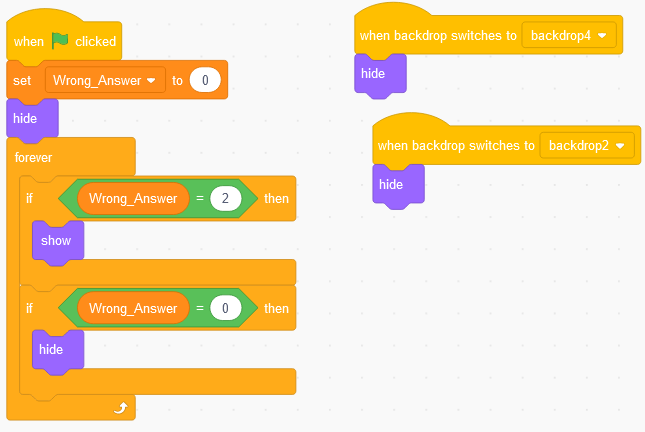 when clicked
set Wrong_Answer to 0
hide
forever
if Wrong_Answer = 2 then
show
if Wrong_Answer = 0 then
hide
when backdrop switches to backdrop4
hide
when backdrop switches to backdrop2
hide